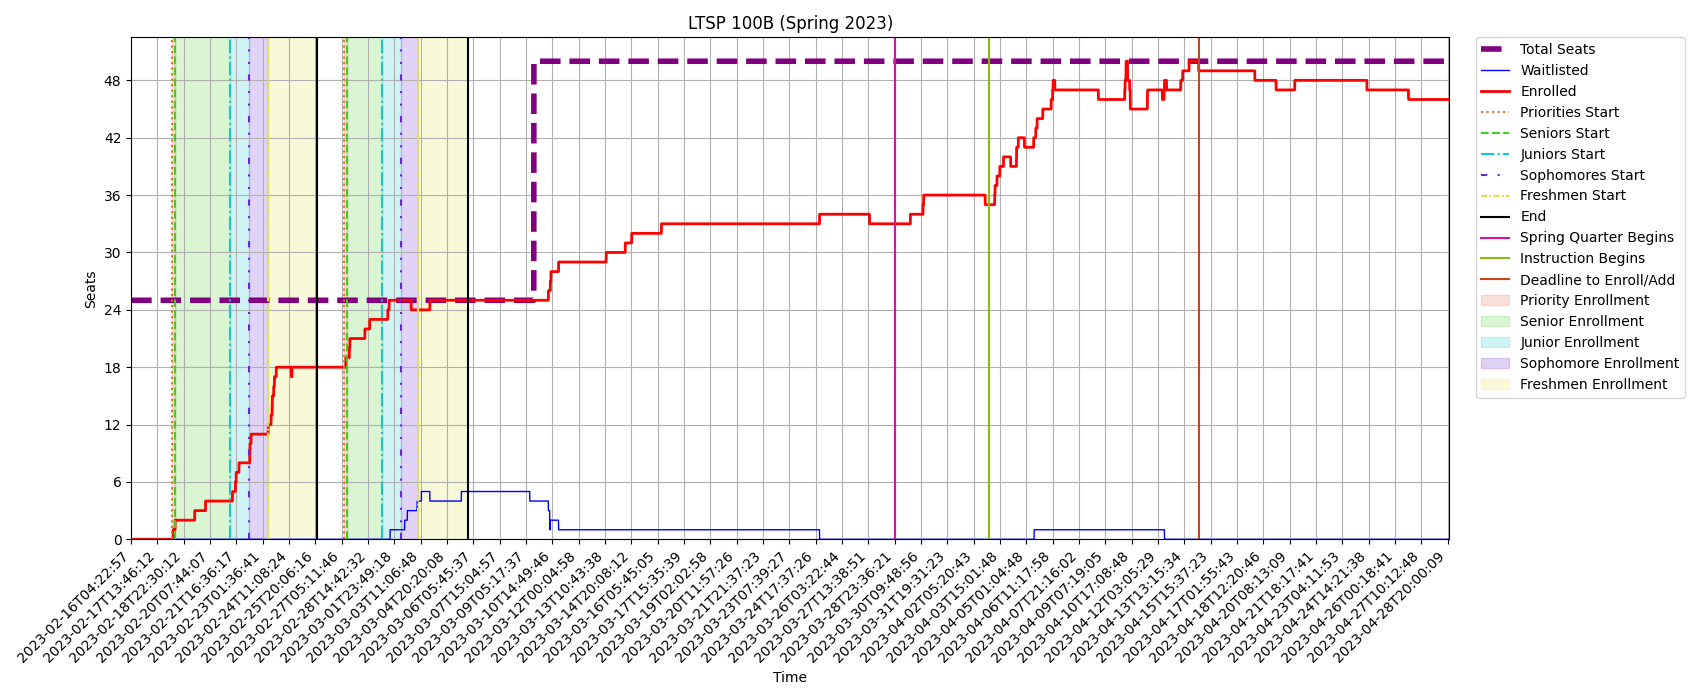 LTSP 100B (Spring 2023)
Total Seats
Waitlisted
Enrolled
Priorities Start
Seniors Start
Juniors Start
Sophomores Start
Freshmen Start
End
Spring Quarter Begins
Instruction Begins
Deadline to Enroll/Add
Priority Enrollment
Senior Enrollment
Junior Enrollment
Sophomore Enrollment
Freshmen Enrollment
Seats
48
42
36
30
24
18
12
6
0
2023-02-16T04:22:57
2023-02-17T13:46:12
2023-02-18T22:30:12
2023-02-20T07:44:07
2023-02-21T16:36:17
2023-02-23T01:36:41
2023-02-24T11:08:24
2023-02-25T20:06:16
2023-02-27T05:11:46
2023-02-28T14:42:32
2023-03-01T23:49:18
2023-03-03T11:06:48
2023-03-04T20:20:08
2023-03-06T05:45:37
2023-03-07T15:04:57
2023-03-09T05:17:37
2023-03-10T14:49:46
2023-03-12T00:04:58
2023-03-13T10:43:38
2023-03-14T20:08:12
2023-03-16T05:45:05
2023-03-17T15:35:39
2023-03-19T02:02:58
2023-03-20T11:57:26
2023-03-21T21:37:23
2023-03-23T07:39:27
2023-03-24T17:37:26
2023-03-26T03:22:44
2023-03-27T13:38:51
2023-03-28T23:36:21
2023-03-30T09:48:56
2023-03-31T19:31:23
2023-04-02T05:20:43
2023-04-03T15:01:48
2023-04-05T01:04:48
2023-04-06T11:17:58
2023-04-07T21:16:02
2023-04-09T07:19:05
2023-04-10T17:08:48
2023-04-12T03:05:29
2023-04-13T13:15:34
2023-04-15T15:37:23
2023-04-17T01:55:43
2023-04-18T12:20:46
2023-04-20T08:13:09
2023-04-21T18:17:41
2023-04-23T04:11:53
2023-04-24T14:21:38
2023-04-26T00:18:41
2023-04-27T10:12:48
2023-04-28T20:00:09
Time